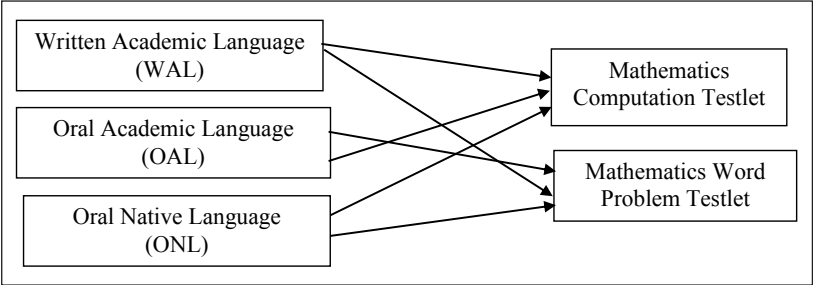 Written Academic Language
(WAL)
Oral Academic Language
(OAL)
Oral Native Language
(ONL)
Mathematics
Computation Testlet
Mathematics Word
Problem Testlet